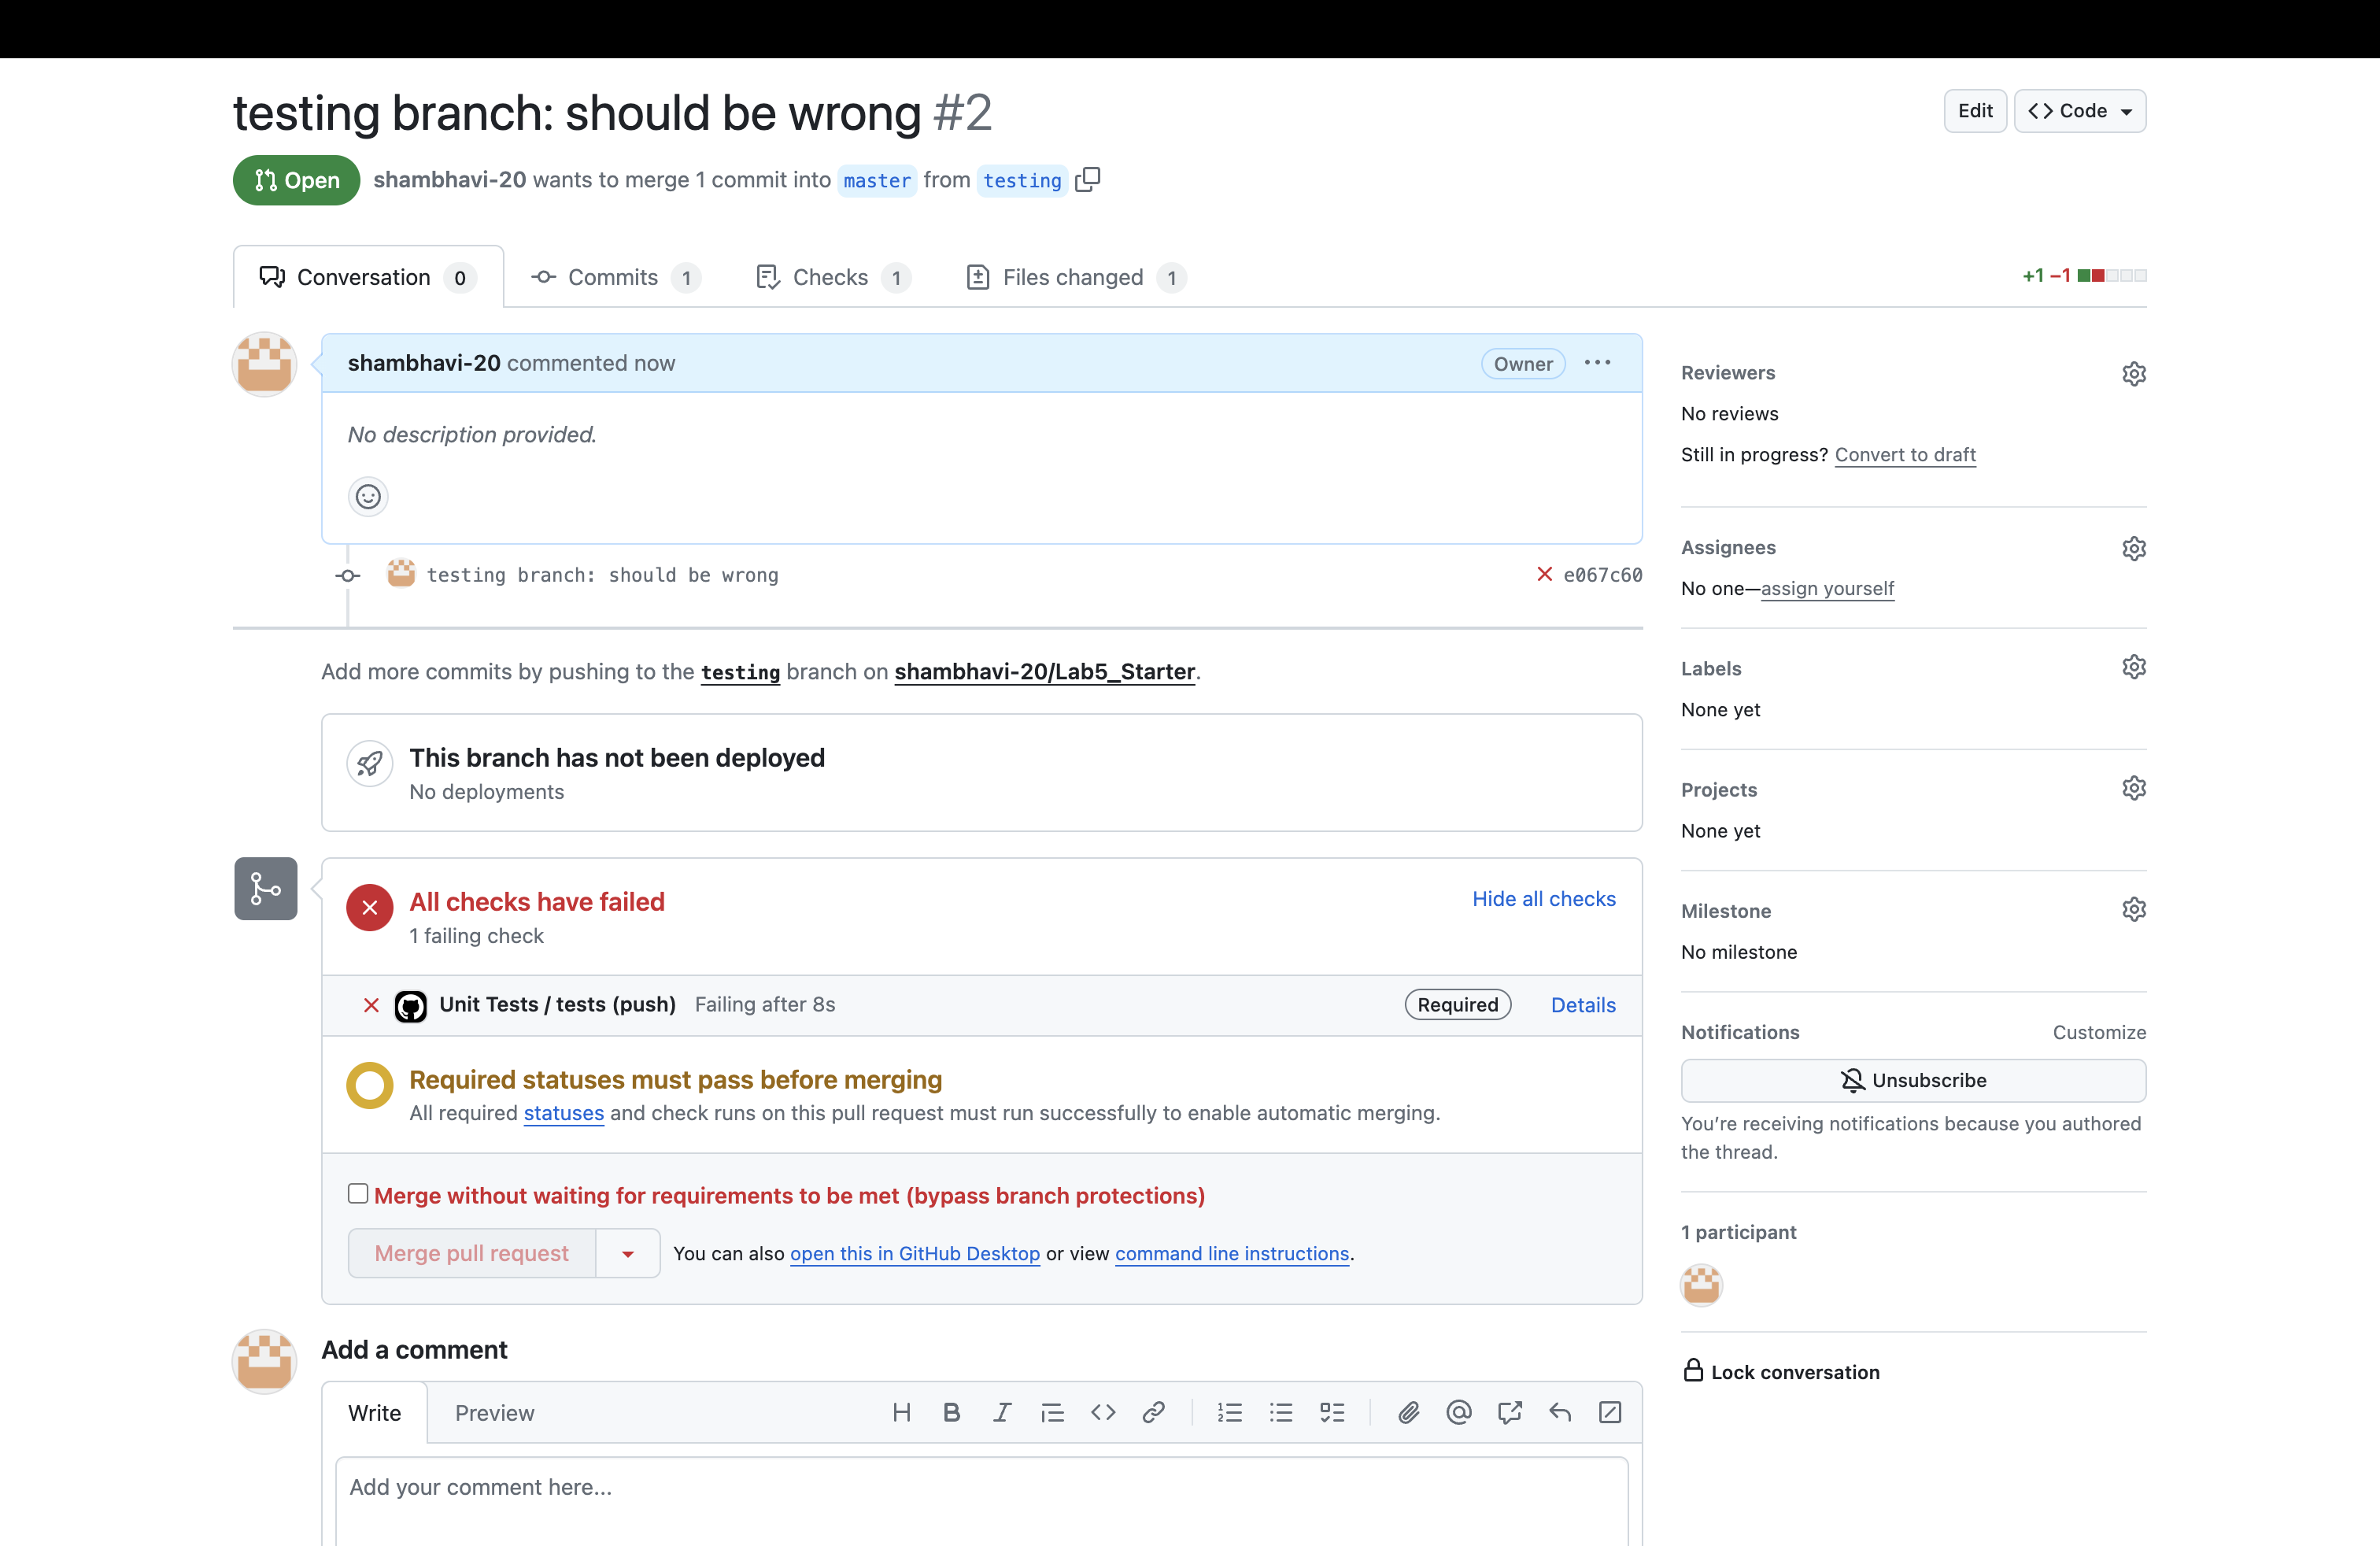 testing branch: should be wrong #2
Edit
Code
Open
shambhavi-20 wants to merge 1 commit into master from testing
Conversation 0
Commits 1
Checks 1
Files changed 1
+1 −1
shambhavi-20 commented now
Owner
No description provided.
testing branch: should be wrong
e067c60
Add more commits by pushing to the testing branch on shambhavi-20/Lab5_Starter.
This branch has not been deployed
No deployments
All checks have failed
Hide all checks
1 failing check
Unit Tests / tests (push) Failing after 8s
Required
Details
Required statuses must pass before merging
All required statuses and check runs on this pull request must run successfully to enable automatic merging.
Merge without waiting for requirements to be met (bypass branch protections)
Merge pull request
You can also open this in GitHub Desktop or view command line instructions.
Add a comment
Write
Preview
Add your comment here...
Reviewers
No reviews
Still in progress? Convert to draft
Assignees
No one—assign yourself
Labels
None yet
Projects
None yet
Milestone
No milestone
Notifications
Customize
Unsubscribe
You’re receiving notifications because you authored
the thread.
1 participant
Lock conversation